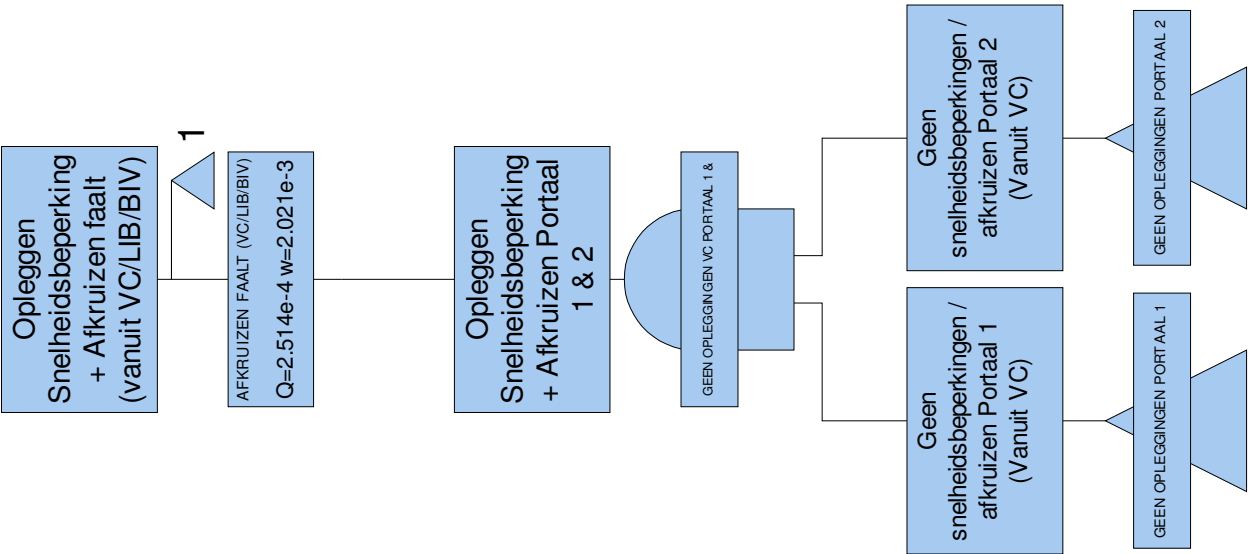 Opleggen
Snelheidsbeperking
+ Afkruizen faalt
(vanuit VC/LIB/BIV)
1
AFKRUIZEN FAALT (VC/LIB/BIV)
Q=2.514e-4 w=2.021e-3
Opleggen
Snelheidsbeperking
+ Afkruizen Portaal
1 & 2
GEEN OPLEGGINGEN VC PORTAAL 1 &
Geen
snelheidsbeperkingen /
afkruizen Portaal 1
(Vanuit VC)
GEEN OPLEGGINGEN PORTAAL 1
Geen
snelheidsbeperkingen /
afkruizen Portaal 2
(Vanuit VC)
GEEN OPLEGGINGEN PORTAAL 2